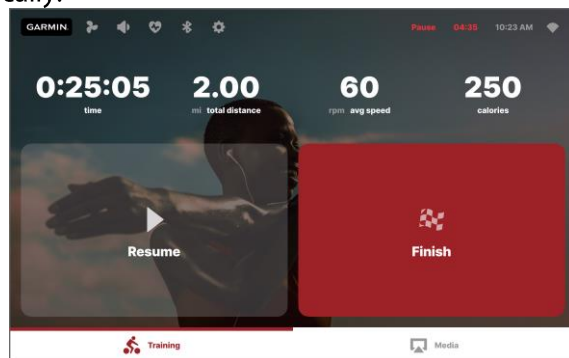 cally.
GARMIN
Pause 04:35 10:23 AM
0:25:05 2.00 60 250
time mi total distance rpm avg speed calories
Resume Finish
Training Media